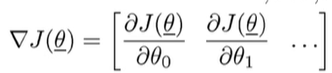 ∇J(θ) = [ ∂J(θ)/∂θ₀ ∂J(θ)/∂θ₁ … ]